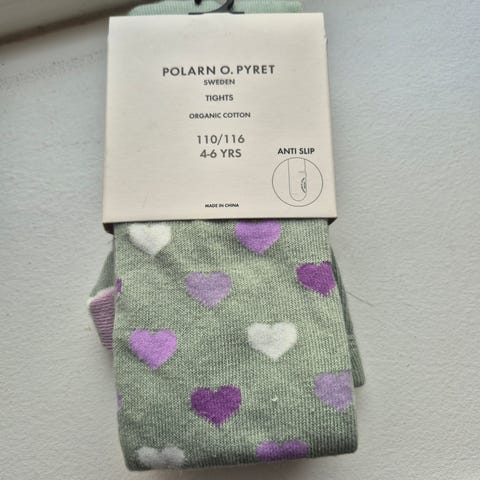 POLARN O. PYRET
SWEDEN
TIGHTS
ORGANIC COTTON
110/116
4-6 YRS
ANTI SLIP
MADE IN CHINA